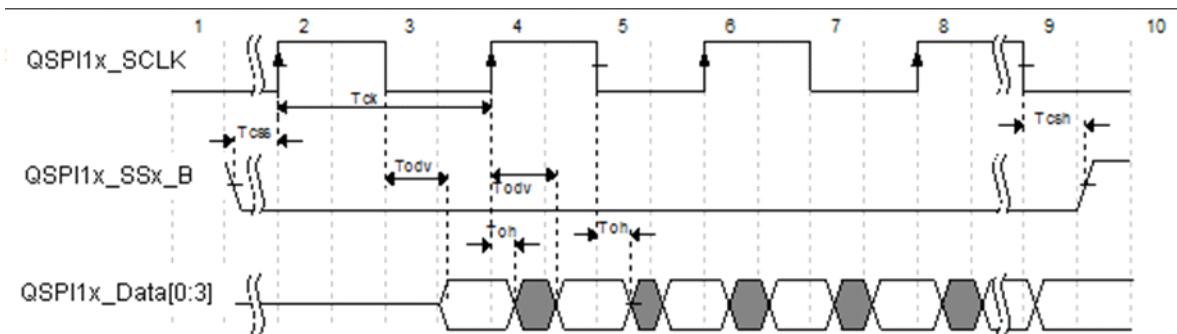 1 2 3 4 5 6 7 8 9 10
QSPI1x_SCLK
Tck
Tcss
Tcsh
QSPI1x_SSx_B
Todv
Todv
Toh
Toh
QSPI1x_Data[0:3]